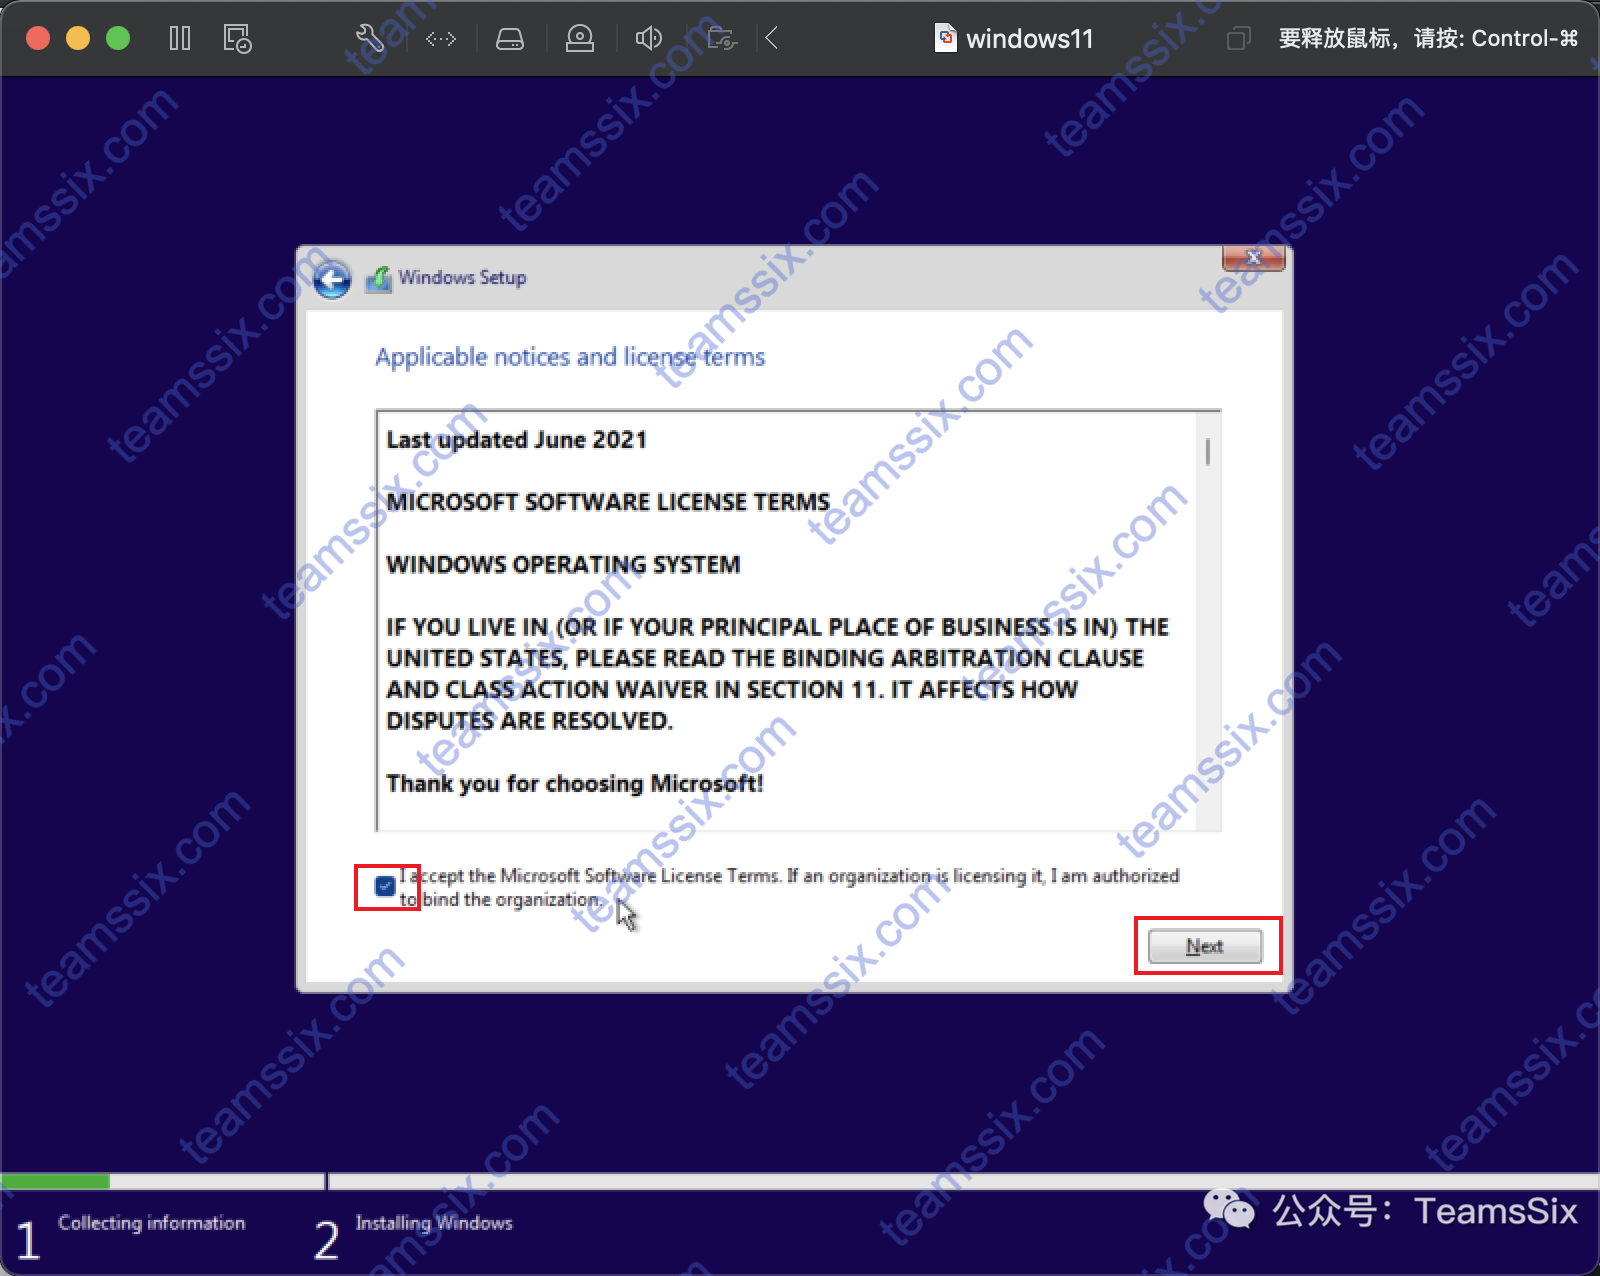 windows11
要释放鼠标，请按: Control-⌘
Windows Setup
Applicable notices and license terms
Last updated June 2021
MICROSOFT SOFTWARE LICENSE TERMS
WINDOWS OPERATING SYSTEM
IF YOU LIVE IN (OR IF YOUR PRINCIPAL PLACE OF BUSINESS IS IN) THE
UNITED STATES, PLEASE READ THE BINDING ARBITRATION CLAUSE
AND CLASS ACTION WAIVER IN SECTION 11. IT AFFECTS HOW
DISPUTES ARE RESOLVED.
Thank you for choosing Microsoft!
I accept the Microsoft Software License Terms. If an organization is licensing it, I am authorized
to bind the organization.
Next
1 Collecting information
2 Installing Windows
公众号：TeamsSix
teamssix.com